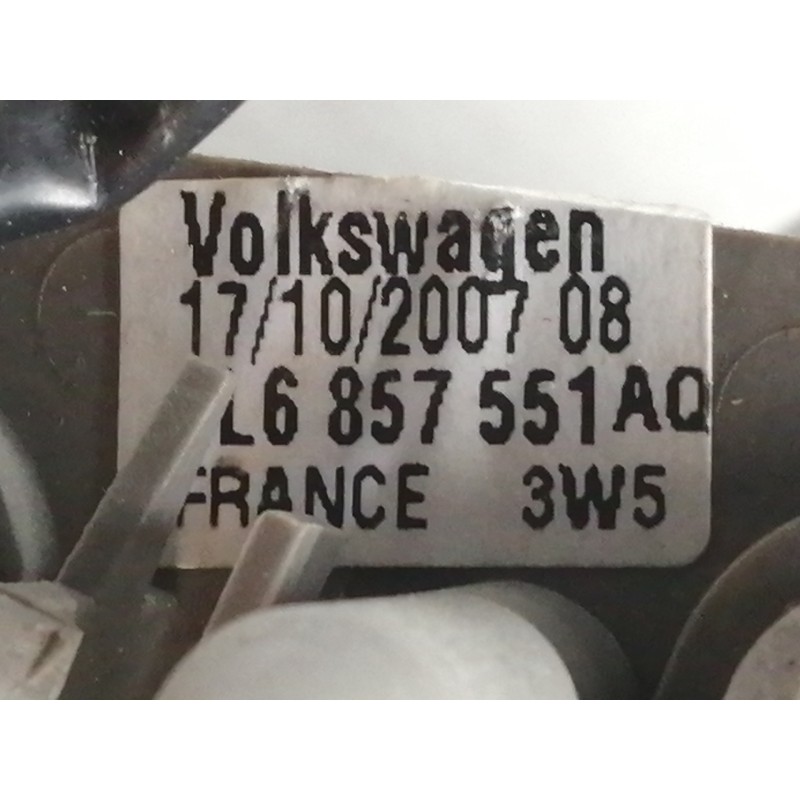 Volkswagen
17/10/2007 08
L6 857 551AQ
FRANCE 3W5